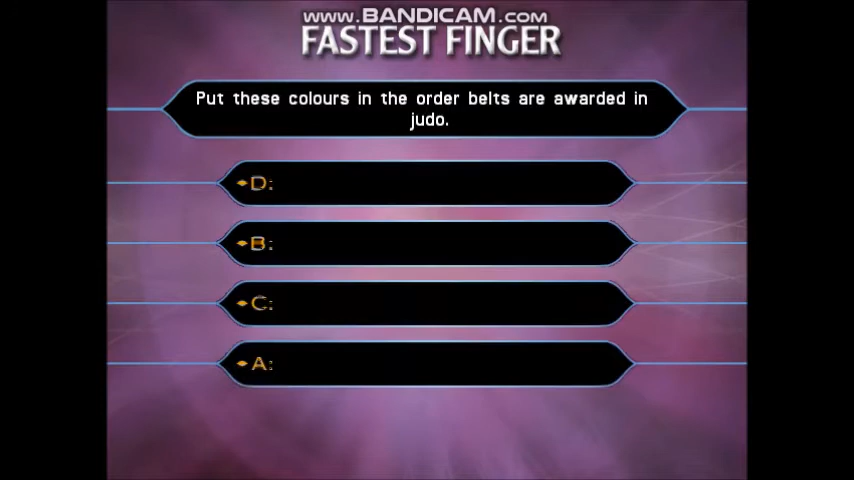 www.BANDICAM.com
FASTEST FINGER
Put these colours in the order belts are awarded in
judo.
D:
B:
C:
A: